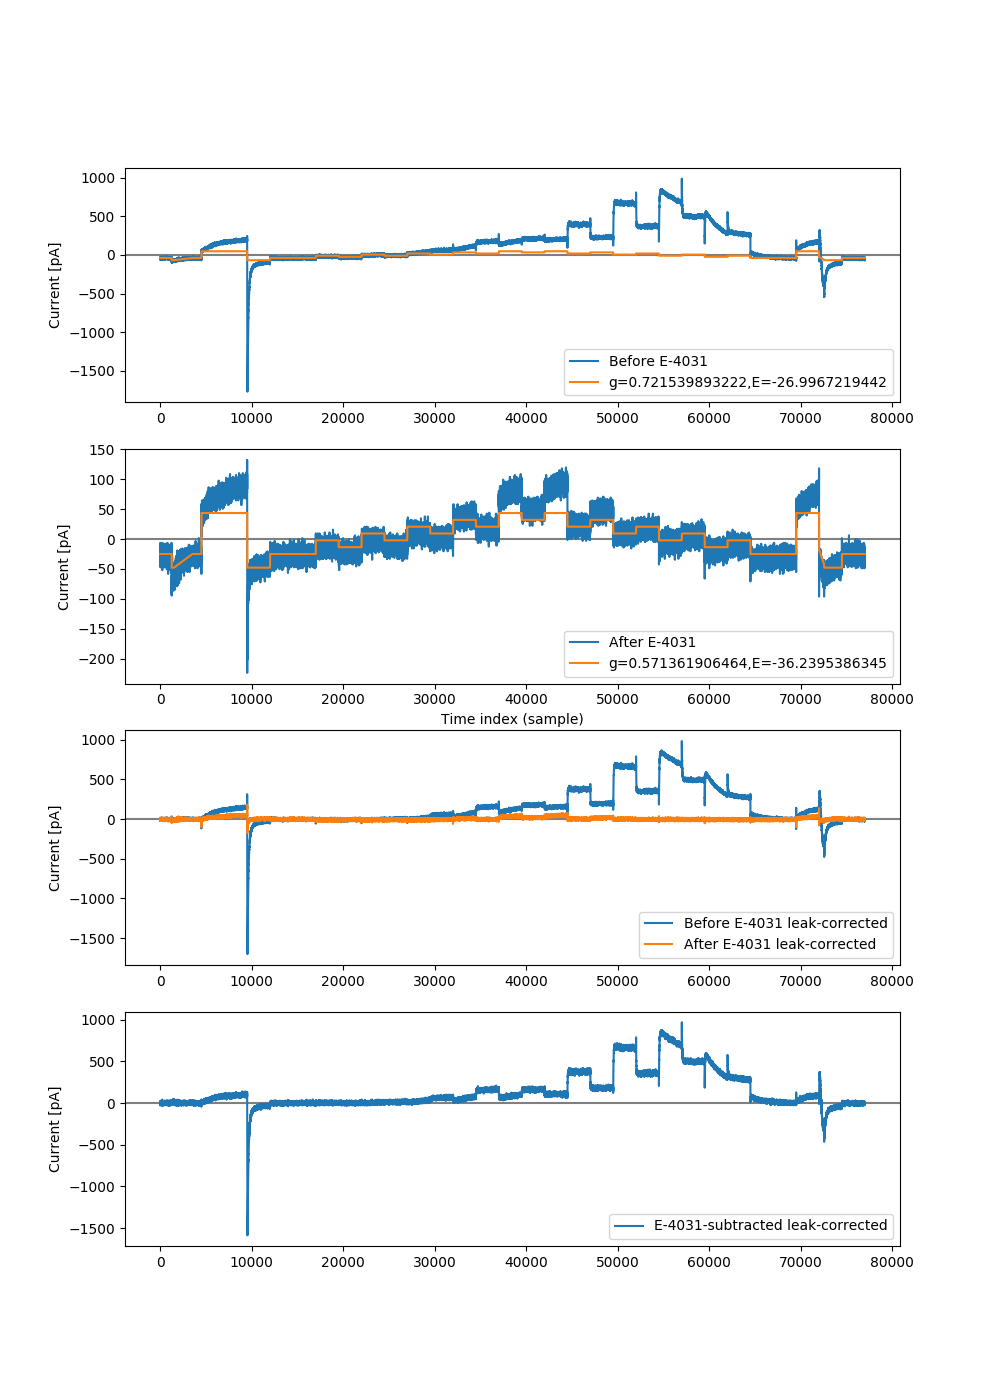 1000
500
0
−500
−1000
−1500
Current [pA]
Before E-4031
g=0.721539893222,E=-26.9967219442
0 10000 20000 30000 40000 50000 60000 70000 80000
150
100
50
0
−50
−100
−150
−200
Current [pA]
After E-4031
g=0.571361906464,E=-36.2395386345
0 10000 20000 30000 40000 50000 60000 70000 80000
Time index (sample)
1000
500
0
−500
−1000
−1500
Current [pA]
Before E-4031 leak-corrected
After E-4031 leak-corrected
0 10000 20000 30000 40000 50000 60000 70000 80000
1000
500
0
−500
−1000
−1500
Current [pA]
E-4031-subtracted leak-corrected
0 10000 20000 30000 40000 50000 60000 70000 80000